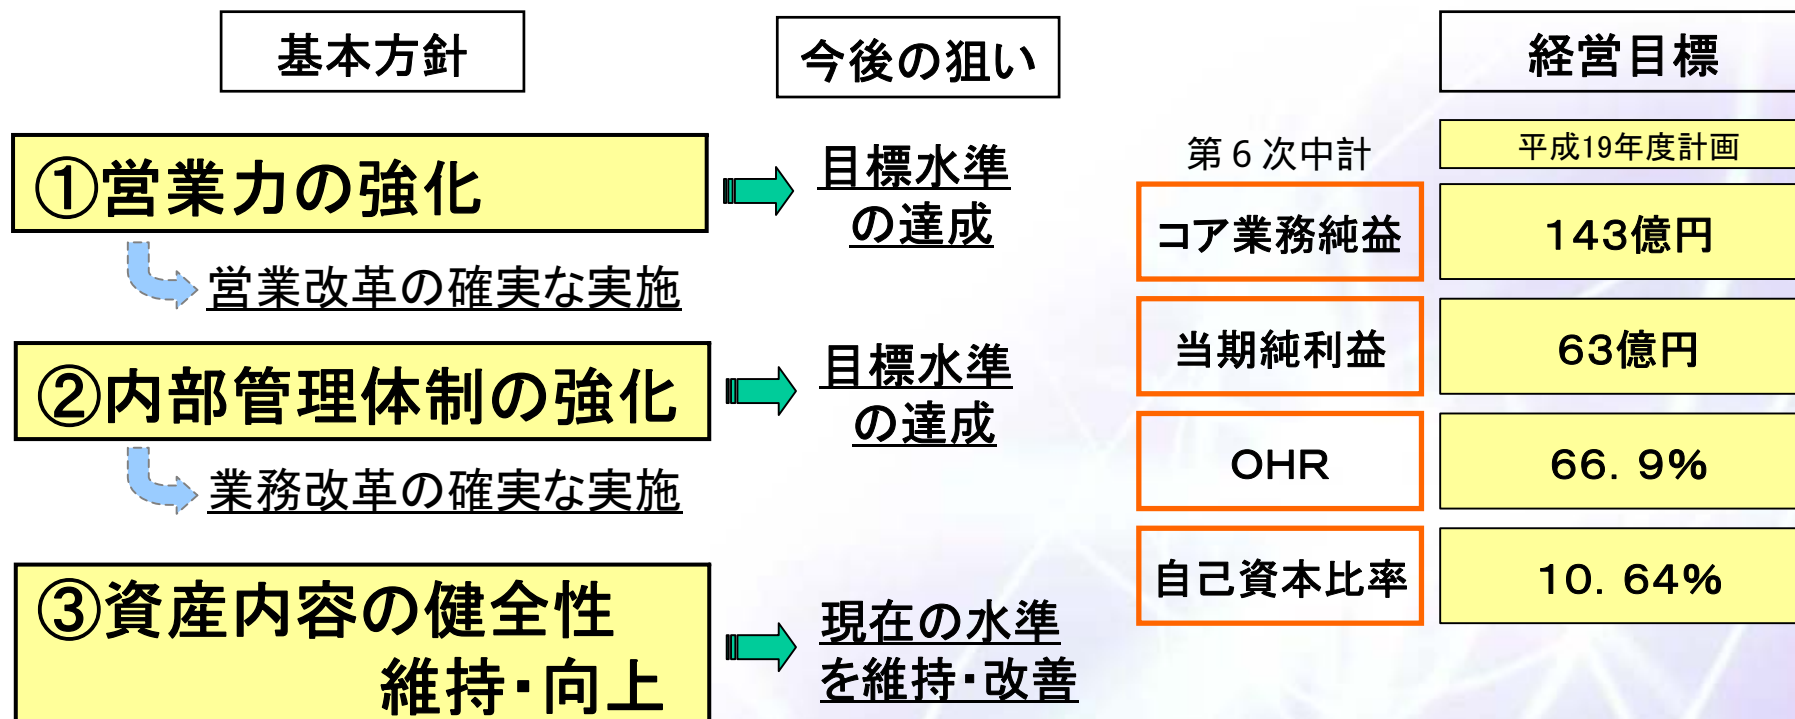 基本方針
今後の狙い
経営目標
①営業力の強化
営業改革の確実な実施
目標水準
の達成
②内部管理体制の強化
業務改革の確実な実施
目標水準
の達成
③資産内容の健全性
維持・向上
現在の水準
を維持・改善
第6次中計
平成19年度計画
コア業務純益
143億円
当期純利益
63億円
OHR
66.9%
自己資本比率
10.64%